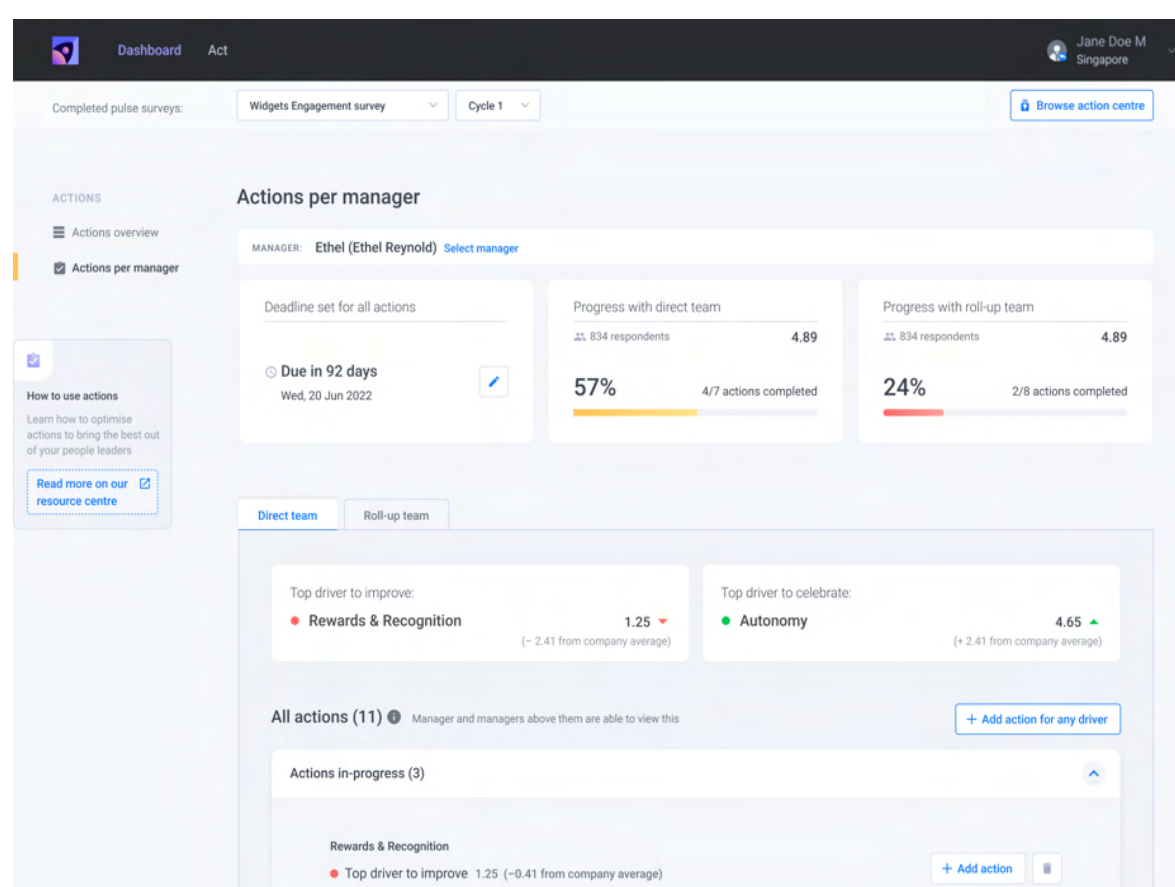 Dashboard
Act
Jane Doe M
Singapore
Completed pulse surveys:
Widgets Engagement survey
Cycle 1
Browse action centre
ACTIONS
Actions overview
Actions per manager
How to use actions
Learn how to optimise
actions to bring the best out
of your people leaders
Read more on our
resource centre
Actions per manager
MANAGER: Ethel (Ethel Reynold) Select manager
Deadline set for all actions
Due in 92 days
Wed, 20 Jun 2022
Progress with direct team
834 respondents 4.89
57% 4/7 actions completed
Progress with roll-up team
834 respondents 4.89
24% 2/8 actions completed
Direct team
Roll-up team
Top driver to improve:
Rewards & Recognition 1.25
(− 2.41 from company average)
Top driver to celebrate:
Autonomy 4.65
(+ 2.41 from company average)
All actions (11) Manager and managers above them are able to view this
+ Add action for any driver
Actions in-progress (3)
Rewards & Recognition
Top driver to improve 1.25 (−0.41 from company average)
+ Add action